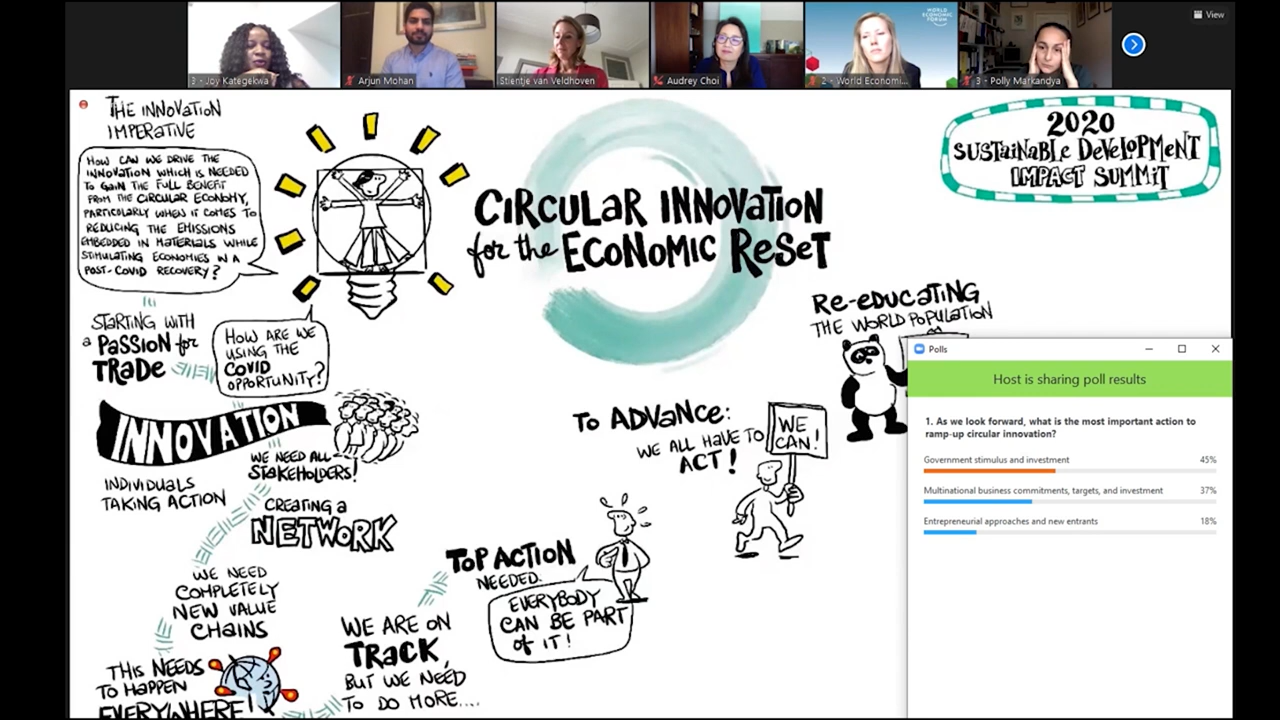 WORLD
ECONOMIC
FORUM
View
3 - Joy Kategekwa
Arjun Mohan
Stientje van Veldhoven
Audrey Choi
2 - World Economi...
3 - Polly Markandya
THE INNOVATION
IMPERATIVE
HOW CAN WE DRIVE THE
INNOVATION WHICH IS NEEDED
TO GAIN THE FULL BENEFIT
FROM THE CIRCULAR ECONOMY,
PARTICULARLY WHEN IT COMES TO
REDUCING THE EMISSIONS
EMBEDDED IN MATERIALS WHILE
STIMULATING ECONOMIES IN A
POST-COVID RECOVERY?
CIRCULAR INNOVATION
for the ECONOMIC RESET
2020
SUSTAINABLE DEVELOPMENT
IMPACT SUMMIT
STARTING WITH
a PASSION for
TRADE
HOW ARE WE
USING THE
COVID
OPPORTUNITY?
INNOVATION
WE NEED ALL
STAKEHOLDERS!
INDIVIDUALS
TAKING ACTION
CREATING a
NETWORK
WE NEED
COMPLETELY
NEW VALUE
CHAINS
THIS NEEDS
TO HAPPEN
EVERYWHERE!
WE ARE ON
TRACK,
BUT WE NEED
TO DO MORE....
TOP ACTION
NEEDED:
EVERYBODY
CAN BE PART
of IT!
TO ADVANCE:
WE ALL HAVE TO
ACT!
WE
CAN!
RE-EDUCATING
THE WORLD POPULATION
Polls
Host is sharing poll results
1. As we look forward, what is the most important action to
ramp-up circular innovation?
Government stimulus and investment 45%
Multinational business commitments, targets, and investment 37%
Entrepreneurial approaches and new entrants 18%